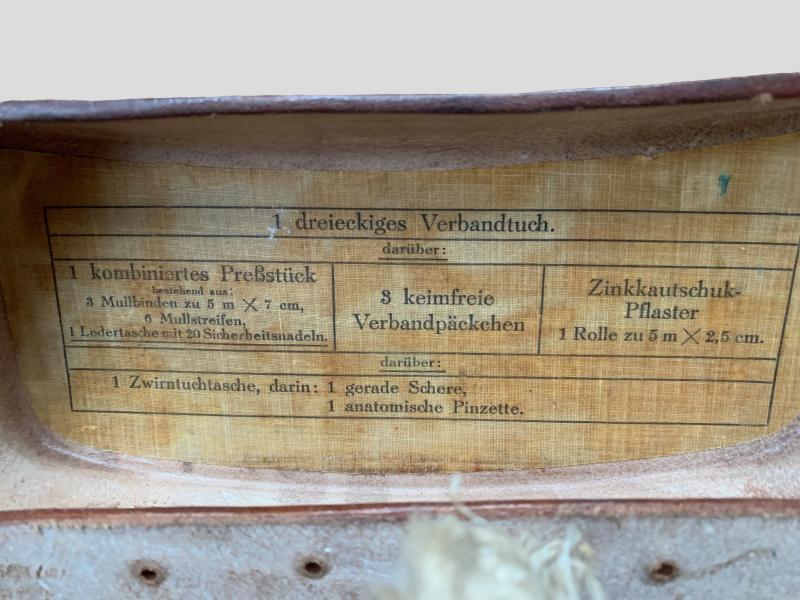 1 dreieckiges Verbandtuch.
darüber:
1 kombiniertes Preßstück
bestehend aus:
3 Mullbinden zu 5 m × 7 cm,
6 Mullstreifen,
1 Ledertasche mit 20 Sicherheitsnadeln.
3 keimfreie
Verbandpäckchen
Zinkkautschuk-
Pflaster
1 Rolle zu 5 m × 2,5 cm.
darüber:
1 Zwirntuchtasche, darin: 1 gerade Schere,
1 anatomische Pinzette.